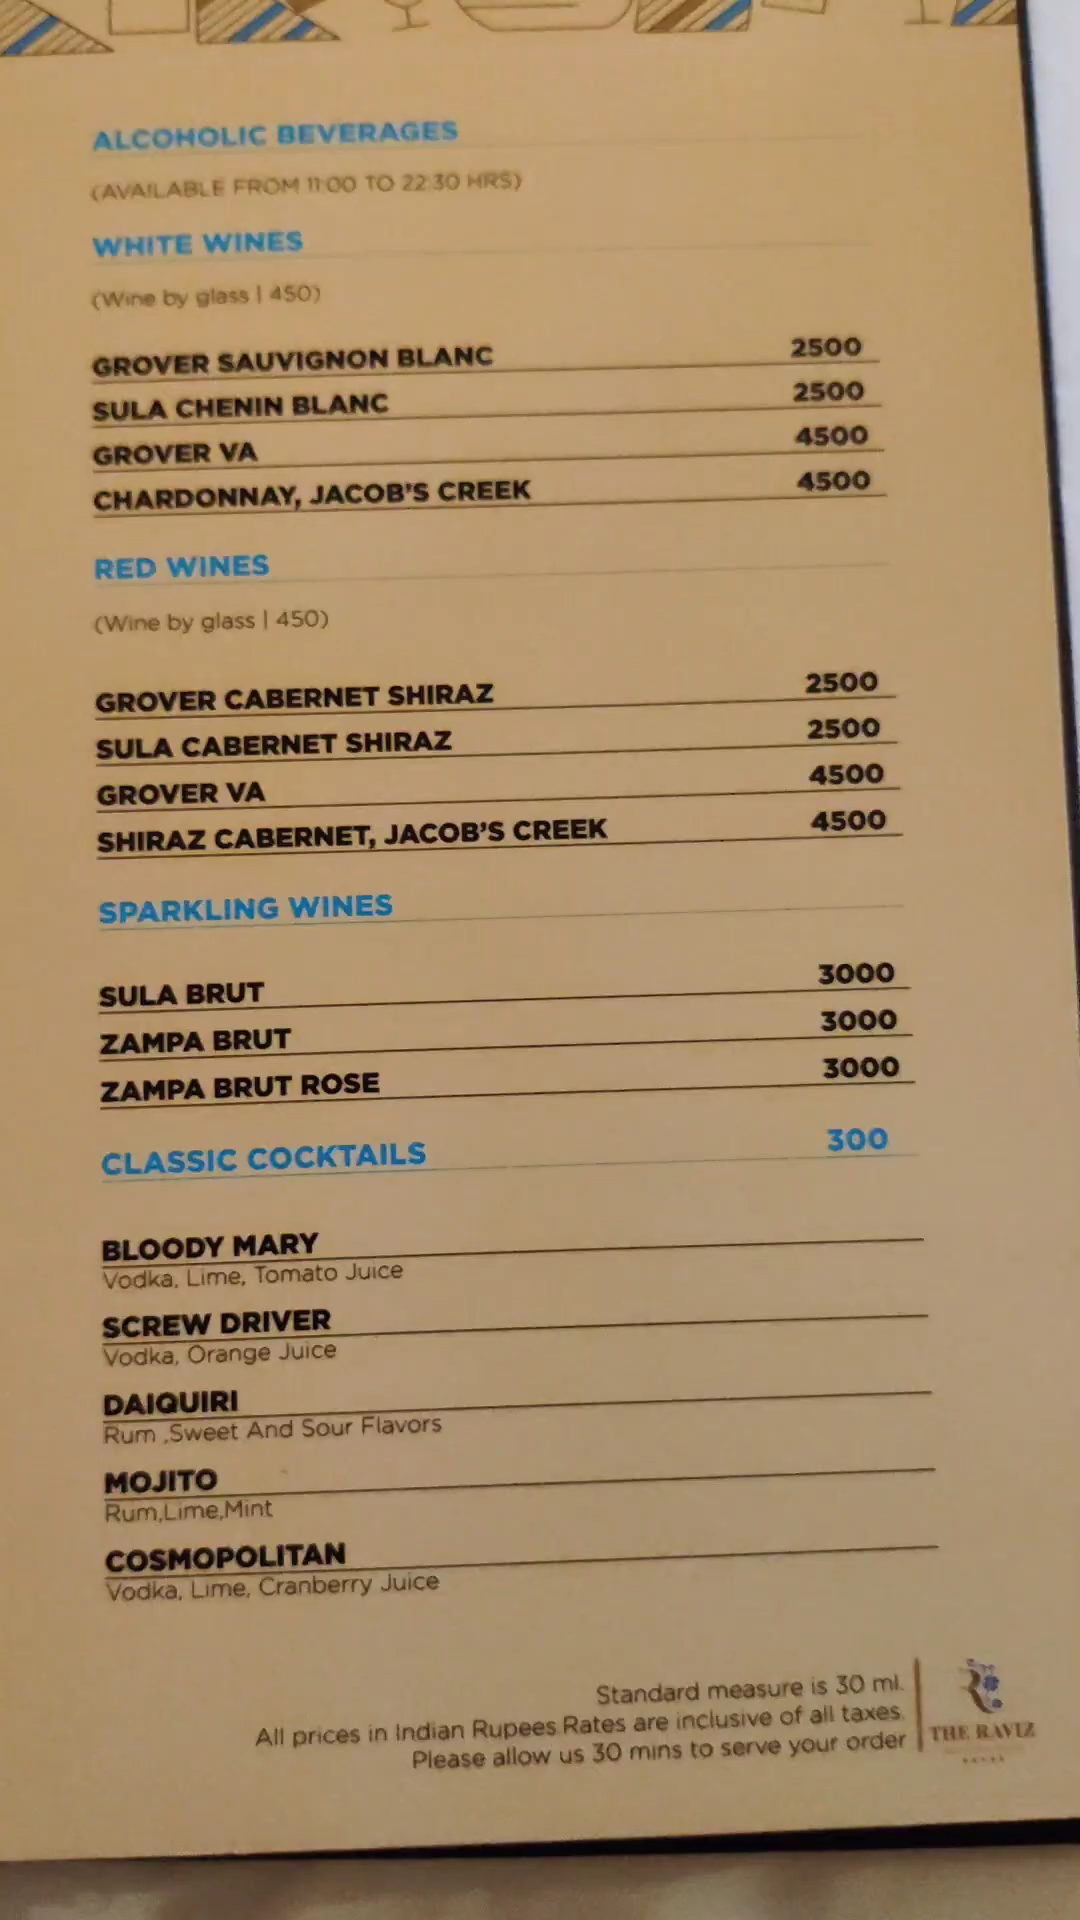 ALCOHOLIC BEVERAGES
(AVAILABLE FROM 11:00 TO 22:30 HRS)
WHITE WINES
(Wine by glass | 450)
GROVER SAUVIGNON BLANC 2500
SULA CHENIN BLANC 2500
GROVER VA 4500
CHARDONNAY, JACOB'S CREEK 4500
RED WINES
(Wine by glass | 450)
GROVER CABERNET SHIRAZ 2500
SULA CABERNET SHIRAZ 2500
GROVER VA 4500
SHIRAZ CABERNET, JACOB'S CREEK 4500
SPARKLING WINES
SULA BRUT 3000
ZAMPA BRUT 3000
ZAMPA BRUT ROSE 3000
CLASSIC COCKTAILS 300
BLOODY MARY
Vodka, Lime, Tomato Juice
SCREW DRIVER
Vodka, Orange Juice
DAIQUIRI
Rum ,Sweet And Sour Flavors
MOJITO
Rum,Lime,Mint
COSMOPOLITAN
Vodka, Lime, Cranberry Juice
Standard measure is 30 ml.
All prices in Indian Rupees.Rates are inclusive of all taxes.
Please allow us 30 mins to serve your order
THE RAVIZ